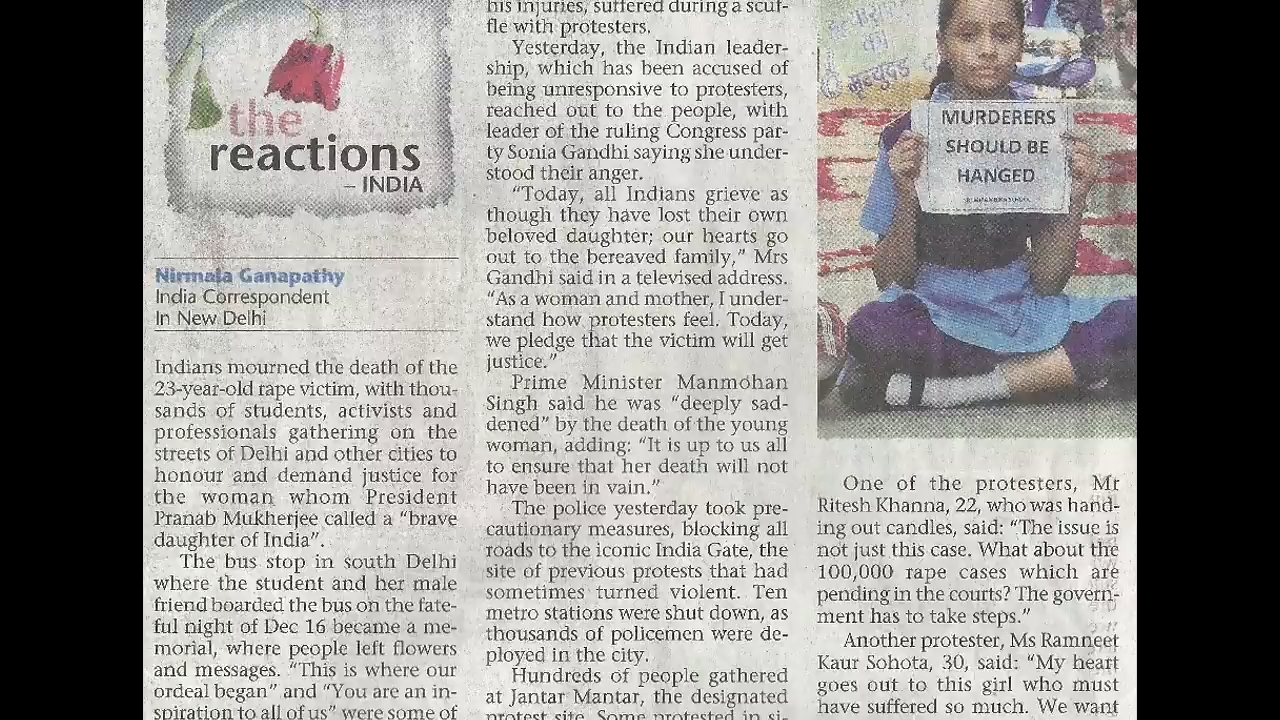 the
reactions
– INDIA
Nirmala Ganapathy
India Correspondent
In New Delhi
Indians mourned the death of the
23-year-old rape victim, with thou-
sands of students, activists and
professionals gathering on the
streets of Delhi and other cities to
honour and demand justice for
the woman whom President
Pranab Mukherjee called a “brave
daughter of India”.
The bus stop in south Delhi
where the student and her male
friend boarded the bus on the fate-
ful night of Dec 16 became a me-
morial, where people left flowers
and messages. “This is where our
ordeal began” and “You are an in-
spiration to all of us” were some of
his injuries, suffered during a scuf-
fle with protesters.
Yesterday, the Indian leader-
ship, which has been accused of
being unresponsive to protesters,
reached out to the people, with
leader of the ruling Congress par-
ty Sonia Gandhi saying she under-
stood their anger.
“Today, all Indians grieve as
though they have lost their own
beloved daughter; our hearts go
out to the bereaved family,” Mrs
Gandhi said in a televised address.
“As a woman and mother, I under-
stand how protesters feel. Today,
we pledge that the victim will get
justice.”
Prime Minister Manmohan
Singh said he was “deeply sad-
dened” by the death of the young
woman, adding: “It is up to us all
to ensure that her death will not
have been in vain.”
The police yesterday took pre-
cautionary measures, blocking all
roads to the iconic India Gate, the
site of previous protests that had
sometimes turned violent. Ten
metro stations were shut down, as
thousands of policemen were de-
ployed in the city.
Hundreds of people gathered
at Jantar Mantar, the designated
protest site. Some protested in si-
MURDERERS
SHOULD BE
HANGED
One of the protesters, Mr
Ritesh Khanna, 22, who was hand-
ing out candles, said: “The issue is
not just this case. What about the
100,000 rape cases which are
pending in the courts? The govern-
ment has to take steps.”
Another protester, Ms Ramneet
Kaur Sohota, 30, said: “My heart
goes out to this girl who must
have suffered so much. We want